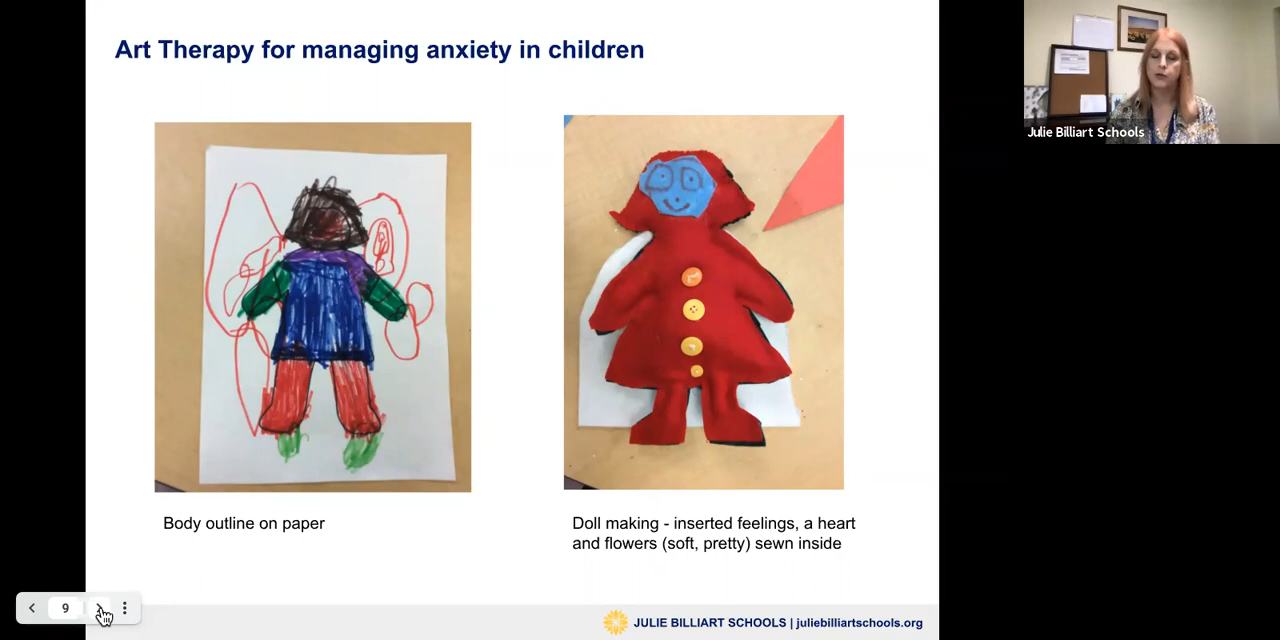 Art Therapy for managing anxiety in children
Julie Billiart Schools
Body outline on paper
Doll making - inserted feelings, a heart
and flowers (soft, pretty) sewn inside
9
JULIE BILLIART SCHOOLS | juliebilliartschools.org